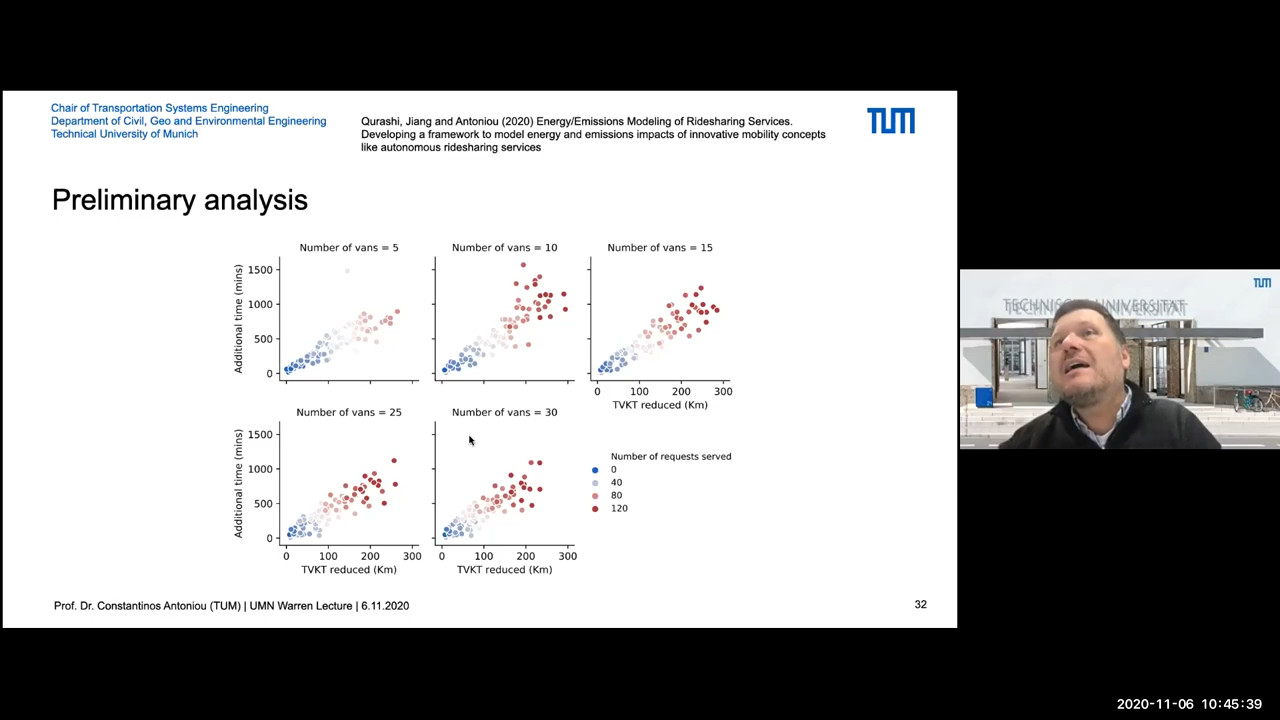 Chair of Transportation Systems Engineering
Department of Civil, Geo and Environmental Engineering
Technical University of Munich
Qurashi, Jiang and Antoniou (2020) Energy/Emissions Modeling of Ridesharing Services.
Developing a framework to model energy and emissions impacts of innovative mobility concepts
like autonomous ridesharing services
TUM
Preliminary analysis
Number of vans = 5
Number of vans = 10
Number of vans = 15
Additional time (mins)
1500
1000
500
0
0
100
200
300
TVKT reduced (Km)
Number of vans = 25
Number of vans = 30
Additional time (mins)
1500
1000
500
0
0
100
200
300
TVKT reduced (Km)
0
100
200
300
TVKT reduced (Km)
Number of requests served
0
40
80
120
Prof. Dr. Constantinos Antoniou (TUM) | UMN Warren Lecture | 6.11.2020
32
TUM
TECHNISCHE UNIVERSITÄT
2020-11-06 10:45:39